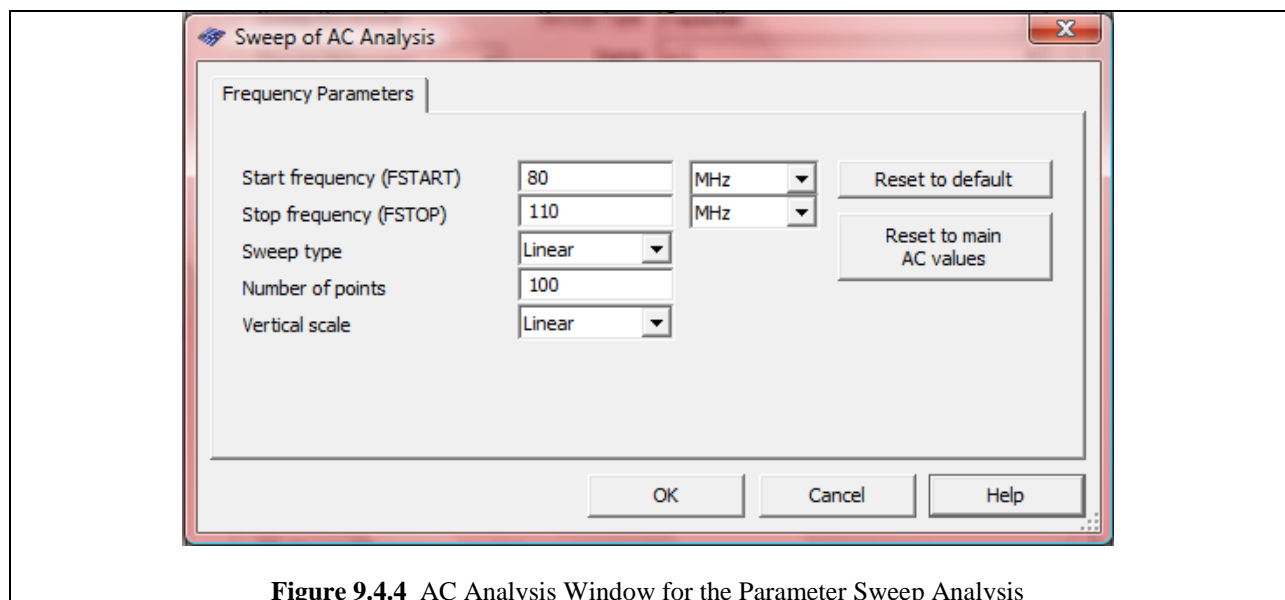 Sweep of AC Analysis
Frequency Parameters
Start frequency (FSTART) 80 MHz Reset to default
Stop frequency (FSTOP) 110 MHz
Reset to main
AC values
Sweep type Linear
Number of points 100
Vertical scale Linear
OK Cancel Help
Figure 9.4.4 AC Analysis Window for the Parameter Sweep Analysis